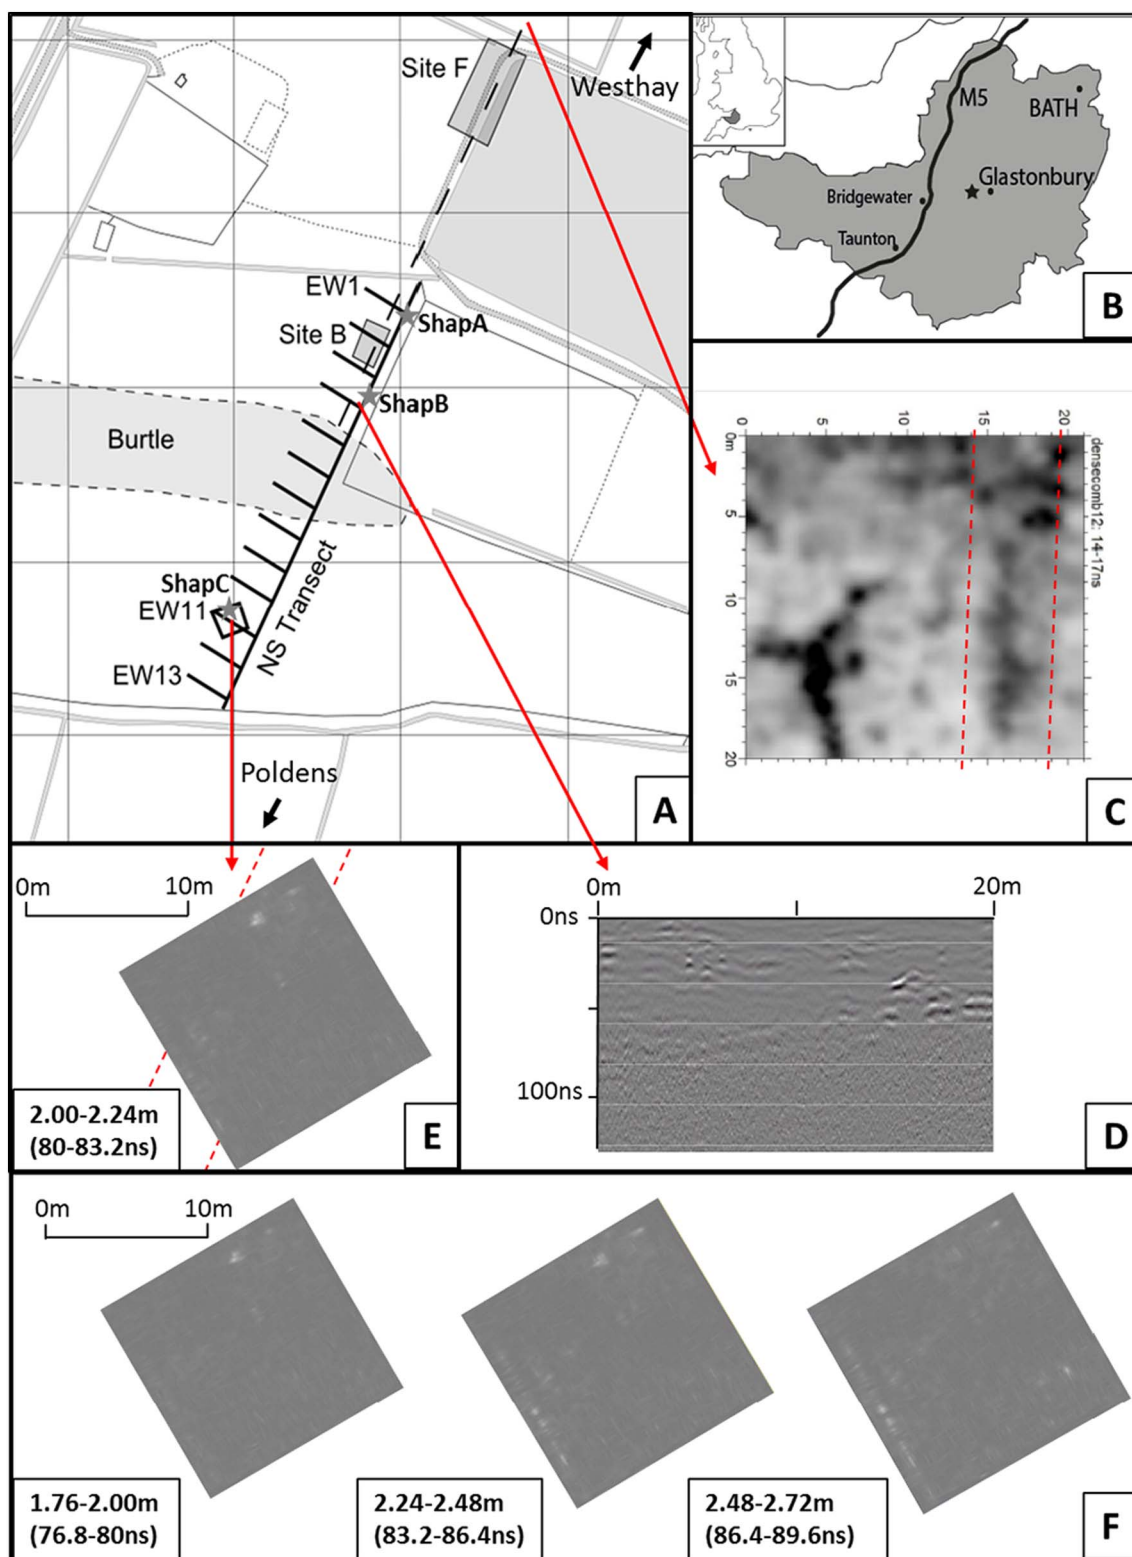 Site F
Westhay
EW1
ShapA
Site B
ShapB
Burtle
NS Transect
ShapC
EW11
EW13
Poldens
A
M5
BATH
Glastonbury
Bridgewater
Taunton
B
0 5 10 15 20
0m
5
10
15
20
densecomb12: 14-17ns
C
0m 10m
2.00-2.24m
(80-83.2ns)
E
0m 20m
0ns
100ns
D
0m 10m
1.76-2.00m
(76.8-80ns)
2.24-2.48m
(83.2-86.4ns)
2.48-2.72m
(86.4-89.6ns)
F